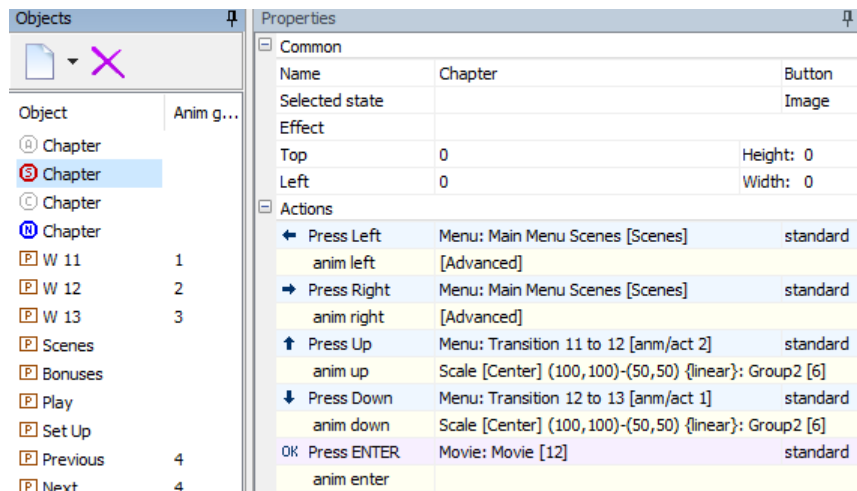 Objects
Object Anim g...
A Chapter
S Chapter
C Chapter
N Chapter
P W 11 1
P W 12 2
P W 13 3
P Scenes
P Bonuses
P Play
P Set Up
P Previous 4
P Next 4
Properties
Common
Name Chapter Button
Selected state Image
Effect
Top 0 Height: 0
Left 0 Width: 0
Actions
Press Left Menu: Main Menu Scenes [Scenes] standard
anim left [Advanced]
Press Right Menu: Main Menu Scenes [Scenes] standard
anim right [Advanced]
Press Up Menu: Transition 11 to 12 [anm/act 2] standard
anim up Scale [Center] (100,100)-(50,50) {linear}: Group2 [6]
Press Down Menu: Transition 12 to 13 [anm/act 1] standard
anim down Scale [Center] (100,100)-(50,50) {linear}: Group2 [6]
OK Press ENTER Movie: Movie [12] standard
anim enter